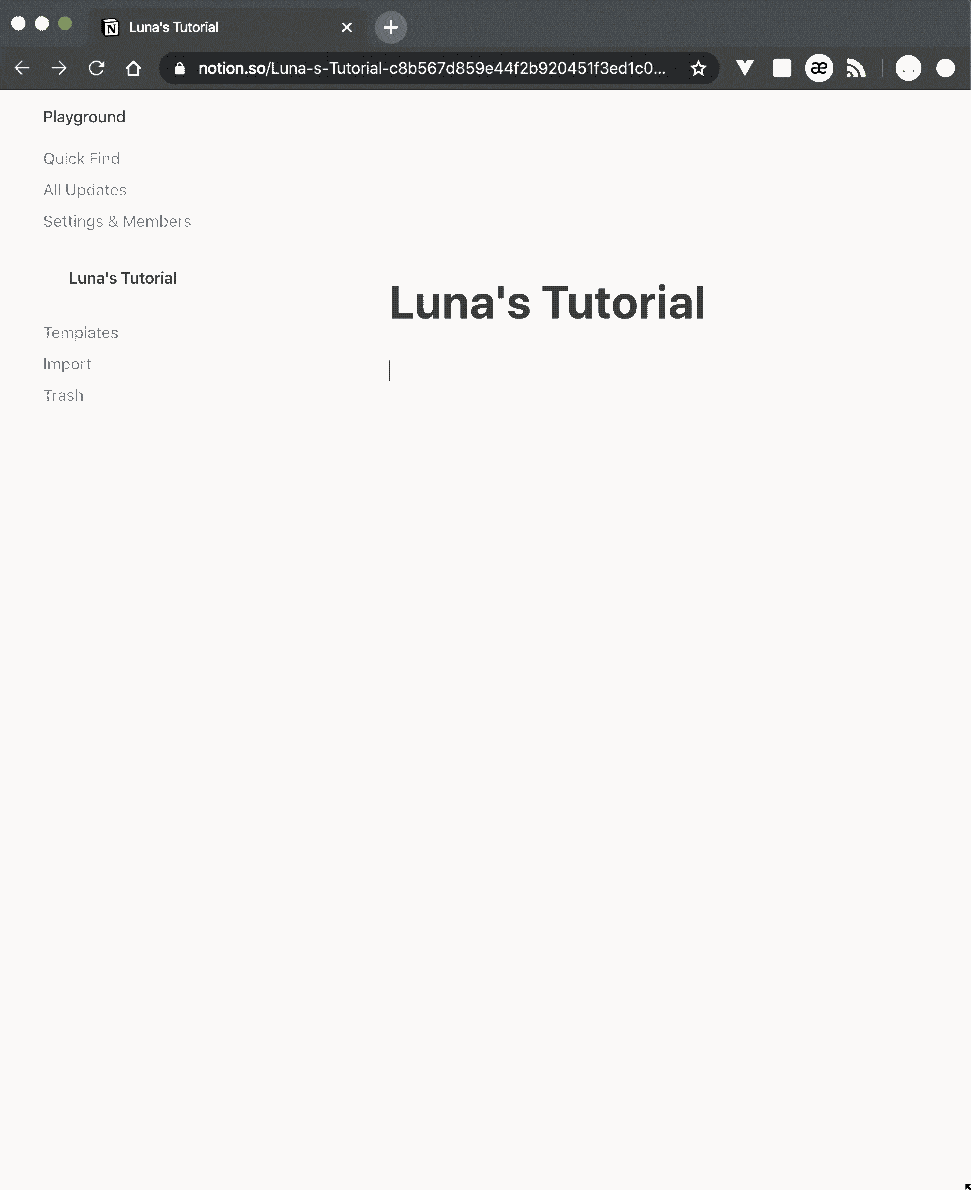 Luna's Tutorial
notion.so/Luna-s-Tutorial-c8b567d859e44f2b920451f3ed1c0...
æ
Playground
Quick Find
All Updates
Settings & Members
Luna's Tutorial
Luna's Tutorial
Templates
Import
Trash